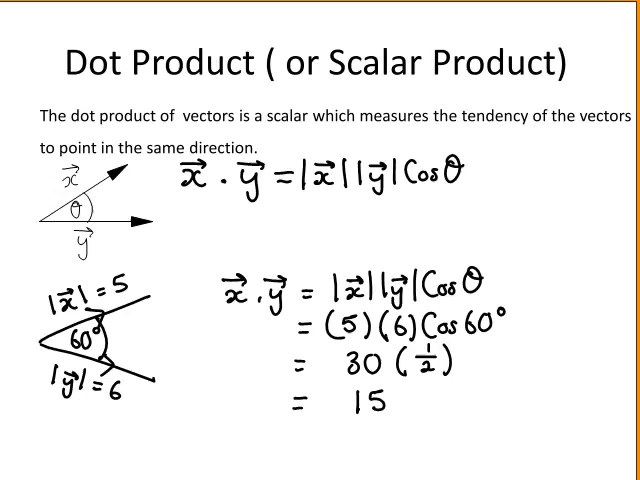 Dot Product ( or Scalar Product)
The dot product of vectors is a scalar which measures the tendency of the vectors
to point in the same direction.
x⃗
θ
y⃗
x⃗ . y⃗ = |x⃗| |y⃗| Cos θ
|x⃗| = 5
60°
|y⃗| = 6
x⃗ . y⃗ = |x⃗| |y⃗| Cos θ
= (5) (6) Cos 60°
= 30 (1/2)
= 15